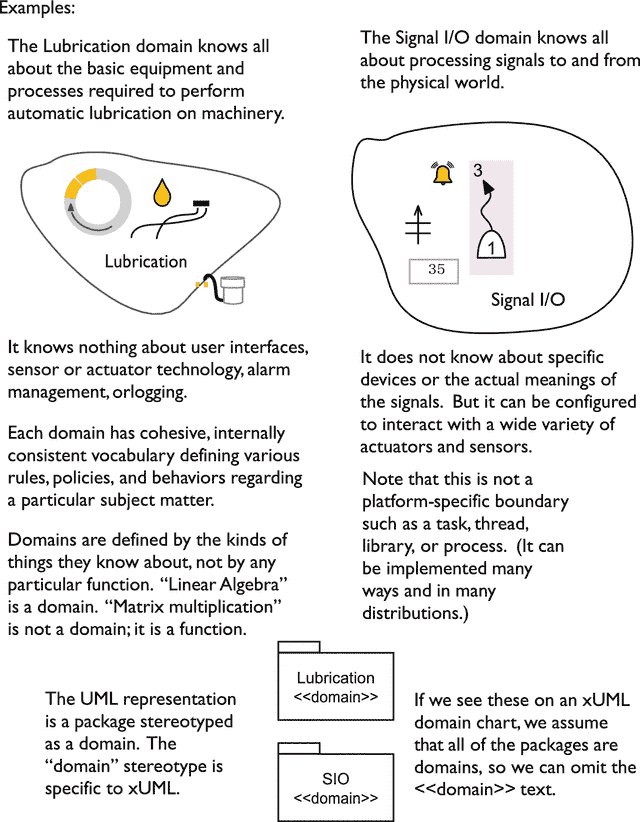 Examples:
The Lubrication domain knows all
about the basic equipment and
processes required to perform
automatic lubrication on machinery.
Lubrication
It knows nothing about user interfaces,
sensor or actuator technology, alarm
management, orlogging.
Each domain has cohesive, internally
consistent vocabulary defining various
rules, policies, and behaviors regarding
a particular subject matter.
Domains are defined by the kinds of
things they know about, not by any
particular function. “Linear Algebra”
is a domain. “Matrix multiplication”
is not a domain; it is a function.
The Signal I/O domain knows all
about processing signals to and from
the physical world.
3
1
35
Signal I/O
It does not know about specific
devices or the actual meanings of
the signals. But it can be configured
to interact with a wide variety of
actuators and sensors.
Note that this is not a
platform-specific boundary
such as a task, thread,
library, or process. (It can
be implemented many
ways and in many
distributions.)
The UML representation
is a package stereotyped
as a domain. The
“domain” stereotype is
specific to xUML.
Lubrication
<<domain>>
SIO
<<domain>>
If we see these on an xUML
domain chart, we assume
that all of the packages are
domains, so we can omit the
<<domain>> text.